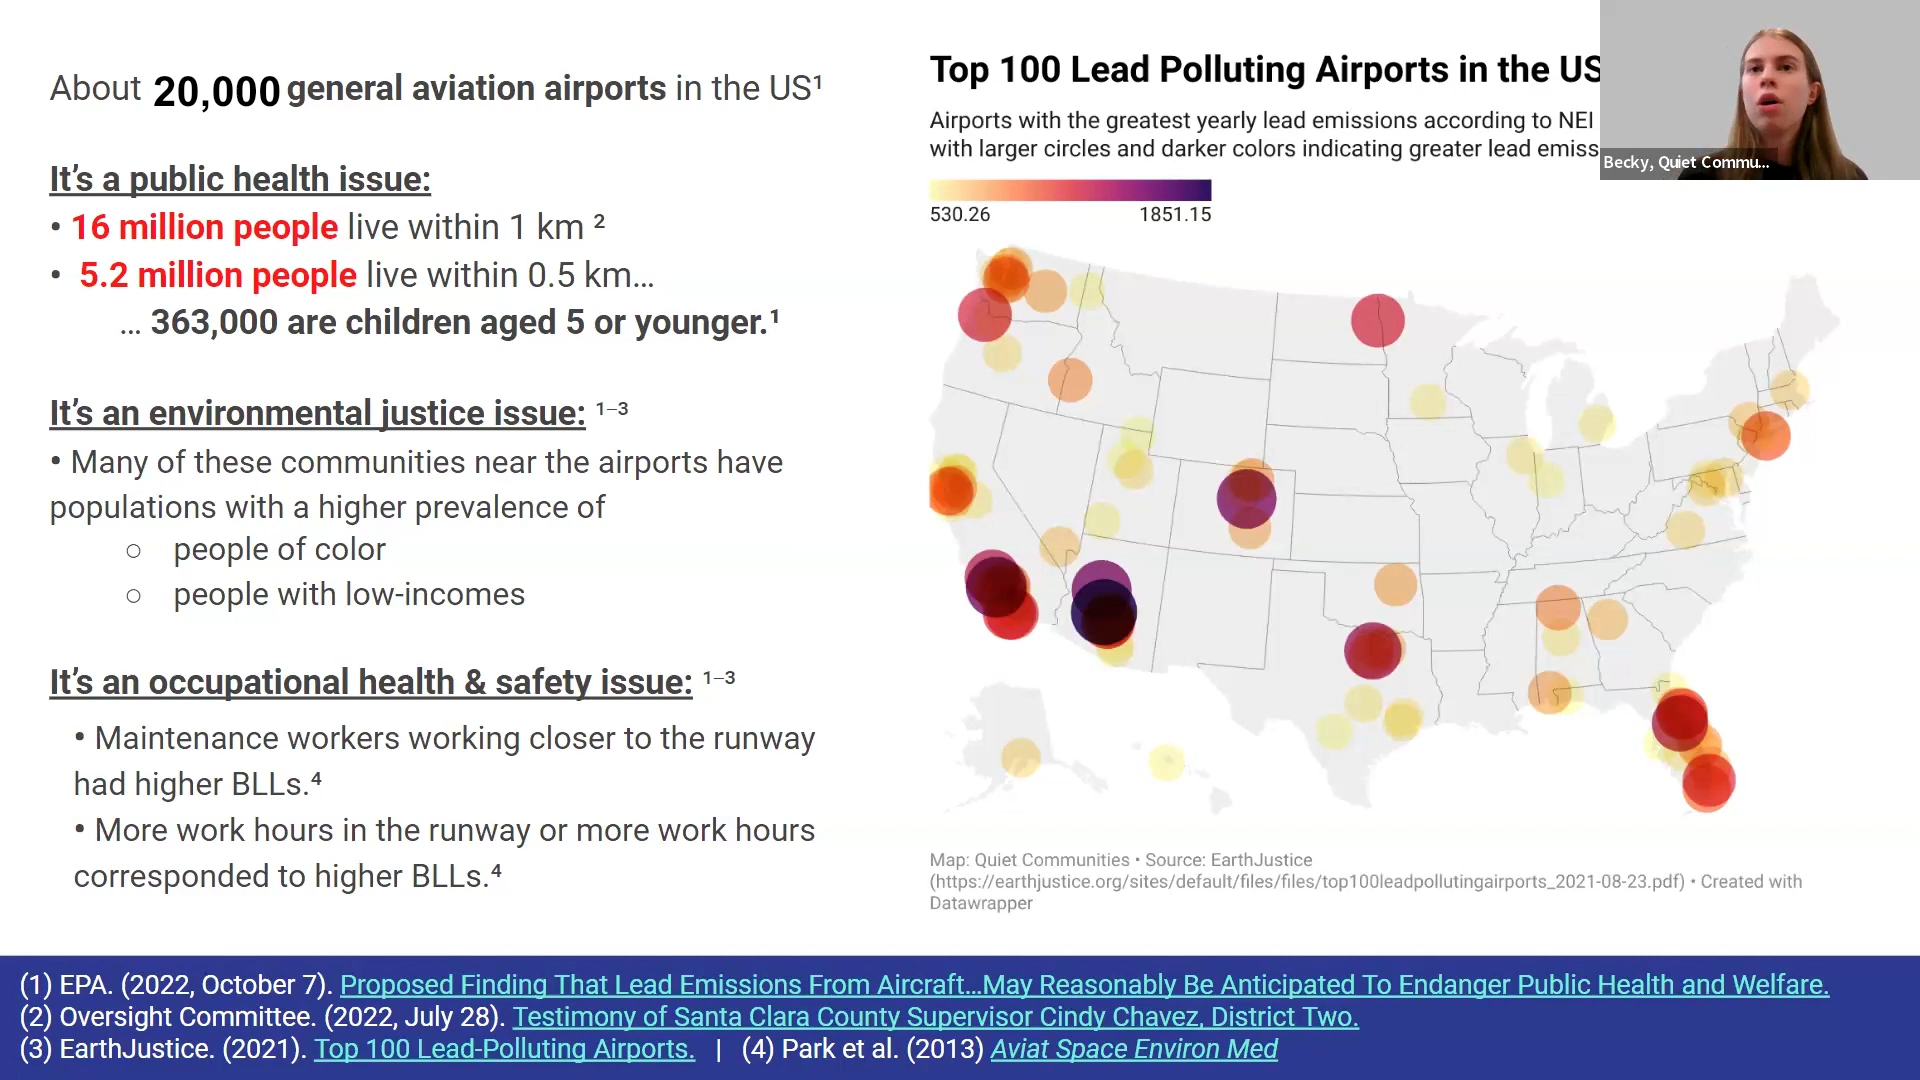 About 20,000 general aviation airports in the US¹
It’s a public health issue:
• 16 million people live within 1 km ²
• 5.2 million people live within 0.5 km…
… 363,000 are children aged 5 or younger.¹
It’s an environmental justice issue: ¹⁻³
• Many of these communities near the airports have
populations with a higher prevalence of
○ people of color
○ people with low-incomes
It’s an occupational health & safety issue: ¹⁻³
• Maintenance workers working closer to the runway
had higher BLLs.⁴
• More work hours in the runway or more work hours
corresponded to higher BLLs.⁴
Top 100 Lead Polluting Airports in the US
Airports with the greatest yearly lead emissions according to NEI
with larger circles and darker colors indicating greater lead emiss
530.26 1851.15
Becky, Quiet Commu...
Map: Quiet Communities • Source: EarthJustice
(https://earthjustice.org/sites/default/files/files/top100leadpollutingairports_2021-08-23.pdf) • Created with
Datawrapper
(1) EPA. (2022, October 7). Proposed Finding That Lead Emissions From Aircraft…May Reasonably Be Anticipated To Endanger Public Health and Welfare.
(2) Oversight Committee. (2022, July 28). Testimony of Santa Clara County Supervisor Cindy Chavez, District Two.
(3) EarthJustice. (2021). Top 100 Lead-Polluting Airports. | (4) Park et al. (2013) Aviat Space Environ Med